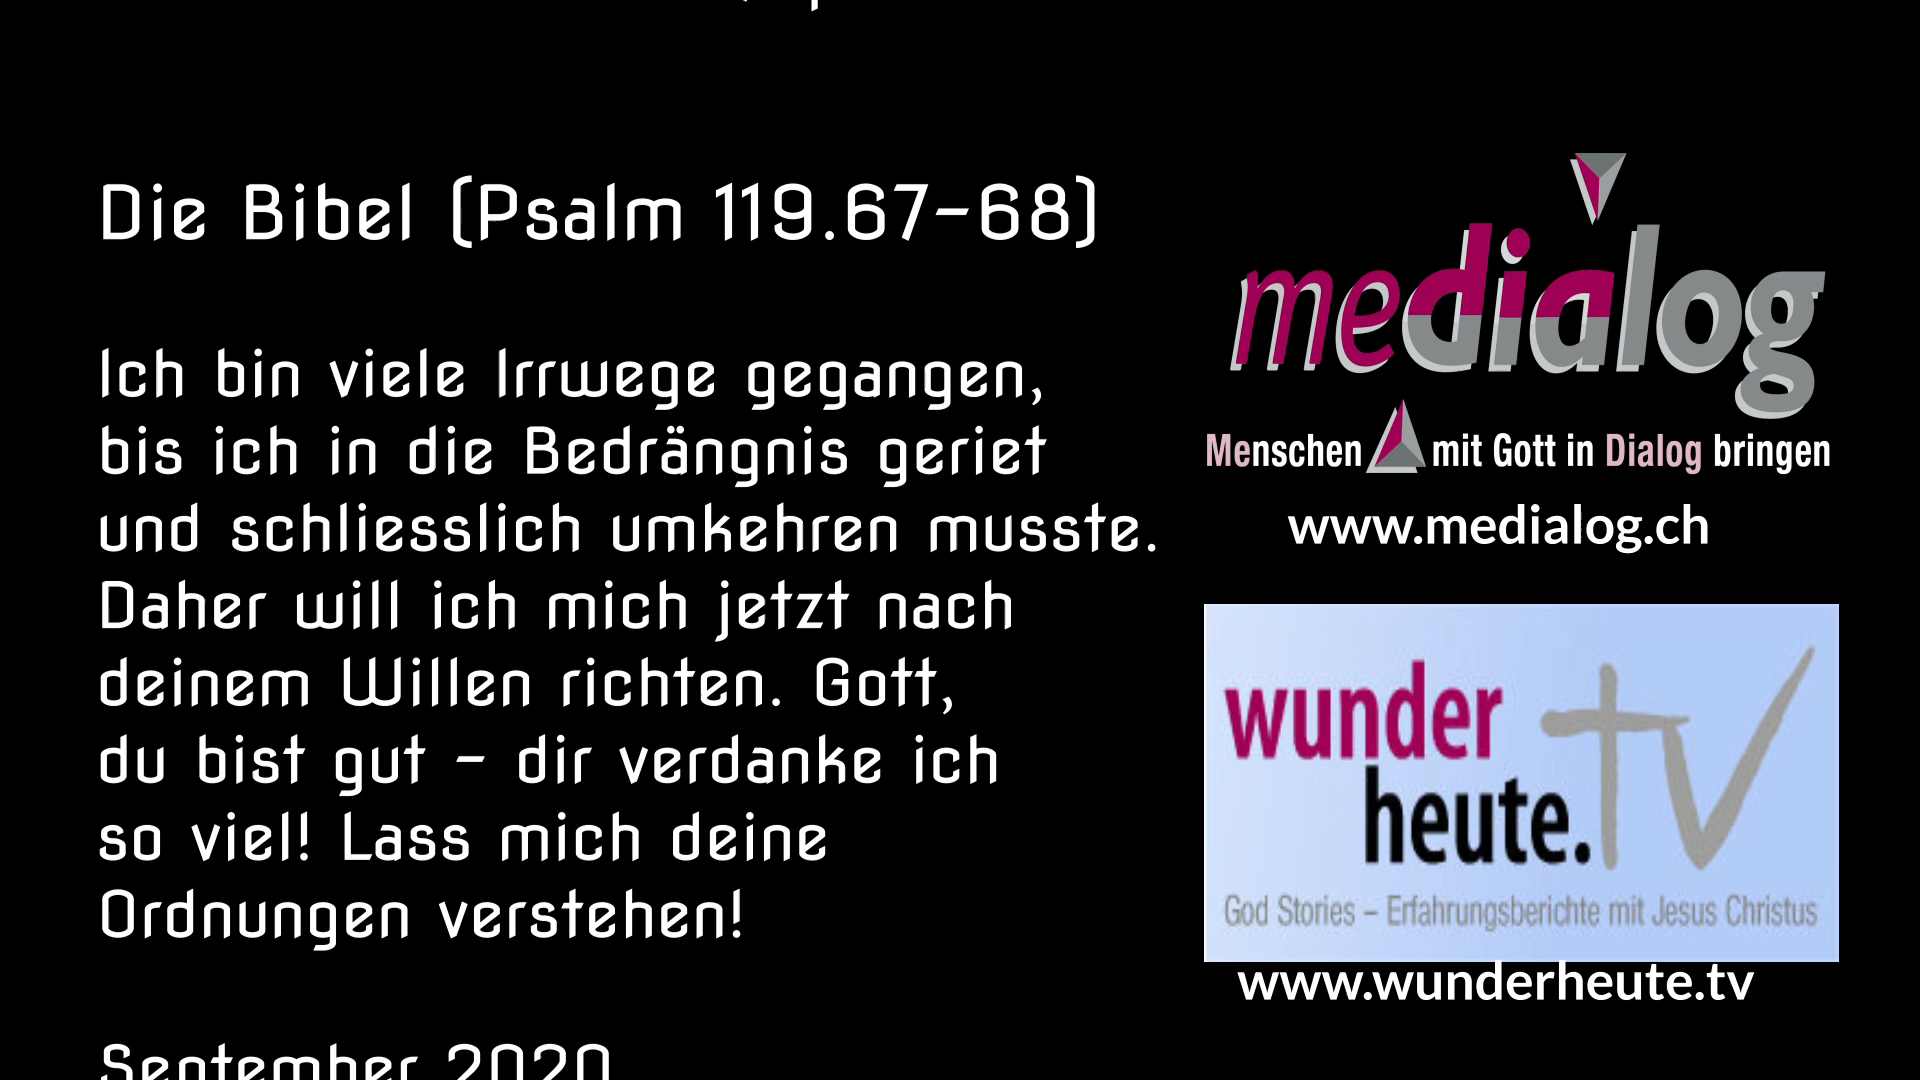 Die Bibel (Psalm 119.67-68)
Ich bin viele Irrwege gegangen,
bis ich in die Bedrängnis geriet
und schliesslich umkehren musste.
Daher will ich mich jetzt nach
deinem Willen richten. Gott,
du bist gut - dir verdanke ich
so viel! Lass mich deine
Ordnungen verstehen!
September 2020
medialog
Menschen mit Gott in Dialog bringen
www.medialog.ch
wunder
heute.tv
God Stories – Erfahrungsberichte mit Jesus Christus
www.wunderheute.tv